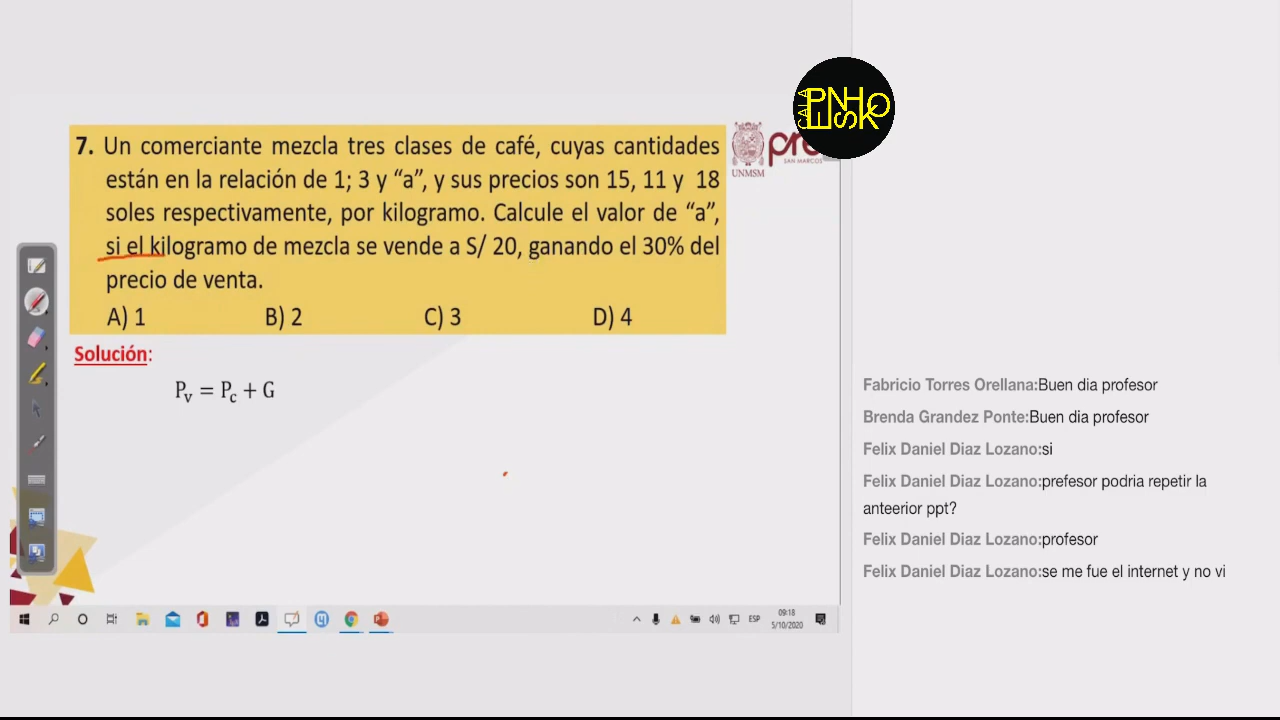 7. Un comerciante mezcla tres clases de café, cuyas cantidades
están en la relación de 1; 3 y “a”, y sus precios son 15, 11 y 18
soles respectivamente, por kilogramo. Calcule el valor de “a”,
si el kilogramo de mezcla se vende a S/ 20, ganando el 30% del
precio de venta.
A) 1 B) 2 C) 3 D) 4
Solución:
Pv = Pc + G
UNMSM
pre
SAN MARCOS
Fabricio Torres Orellana:Buen dia profesor
Brenda Grandez Ponte:Buen dia profesor
Felix Daniel Diaz Lozano:si
Felix Daniel Diaz Lozano:prefesor podria repetir la
anteerior ppt?
Felix Daniel Diaz Lozano:profesor
Felix Daniel Diaz Lozano:se me fue el internet y no vi
ESP
09:18
5/10/2020